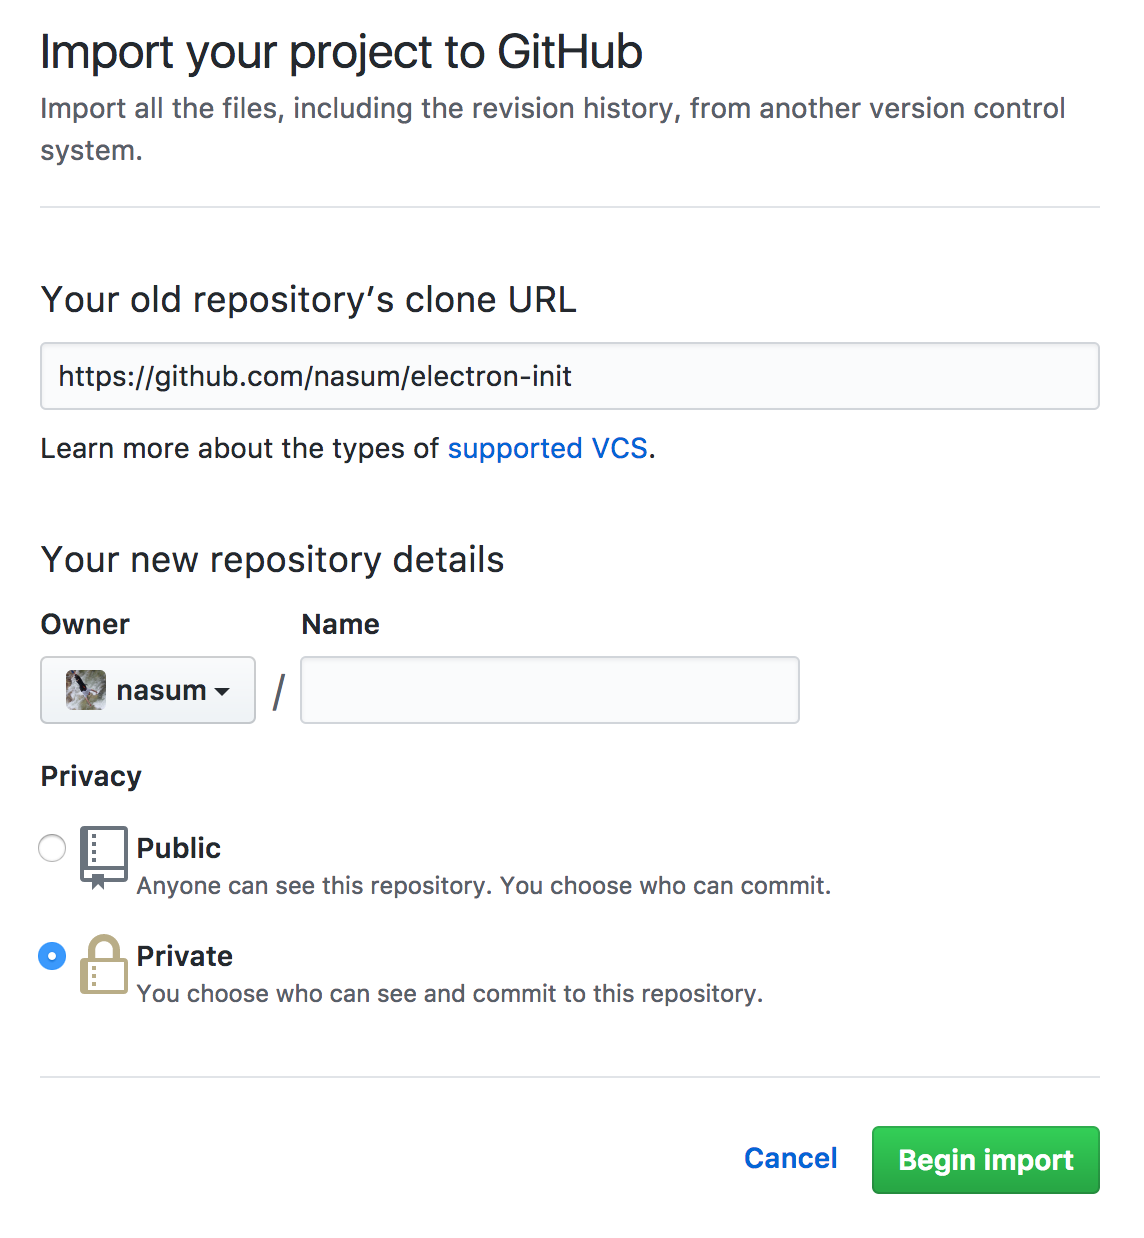 Import your project to GitHub
Import all the files, including the revision history, from another version control
system.
Your old repository's clone URL
https://github.com/nasum/electron-init
Learn more about the types of supported VCS.
Your new repository details
Owner
Name
nasum
/
Privacy
Public
Anyone can see this repository. You choose who can commit.
Private
You choose who can see and commit to this repository.
Cancel
Begin import